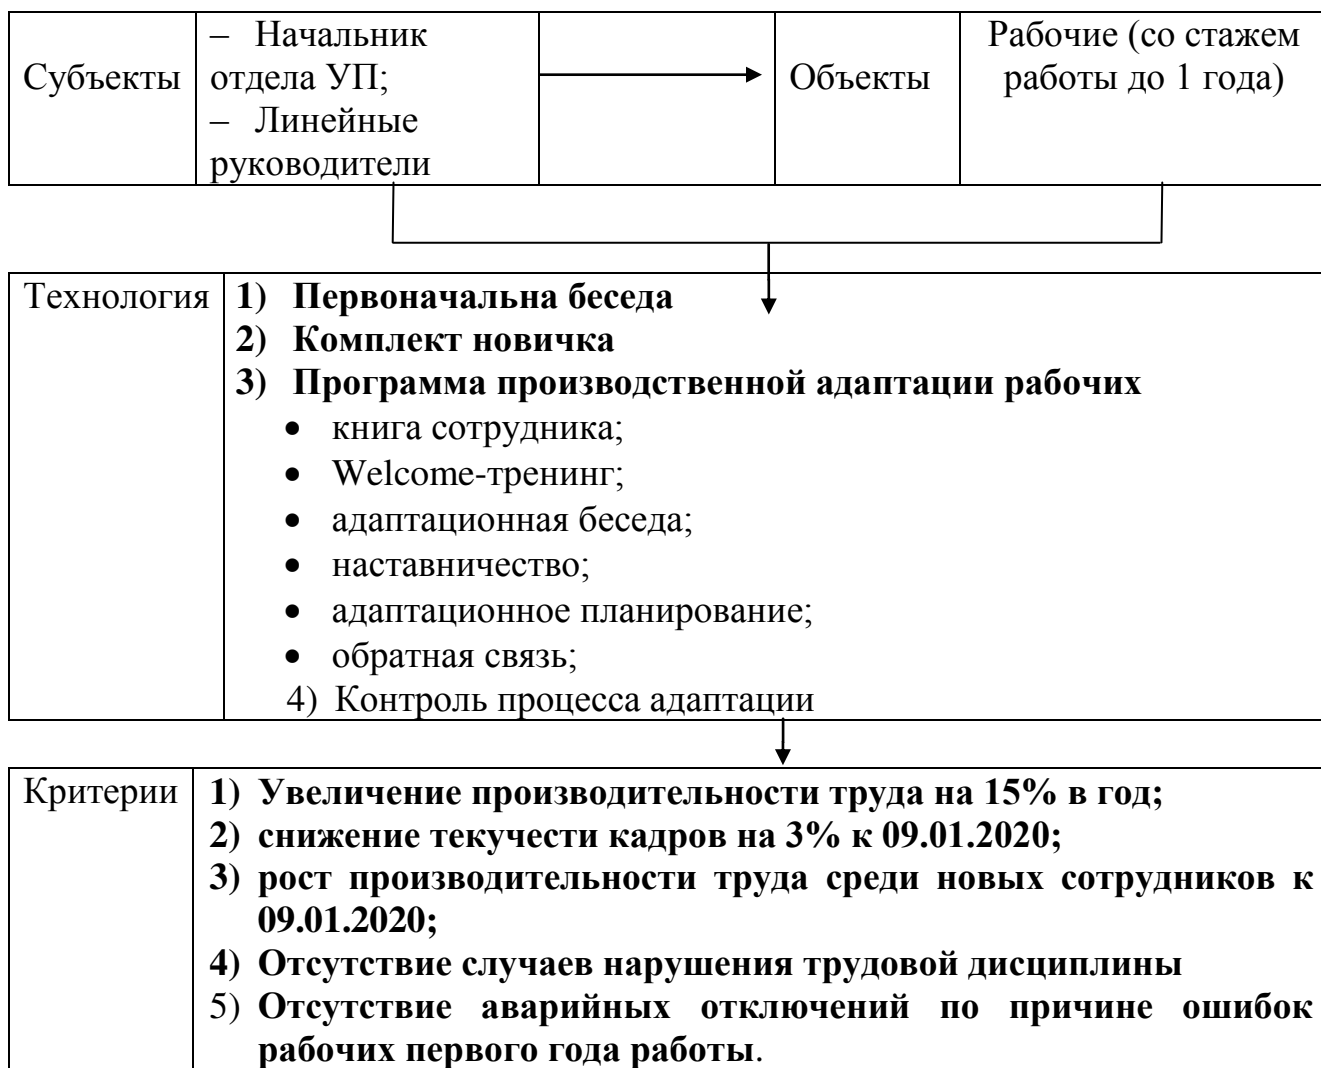 Субъекты
– Начальник
отдела УП;
– Линейные
руководители
Объекты
Рабочие (со стажем
работы до 1 года)
Технология
1) Первоначальна беседа
2) Комплект новичка
3) Программа производственной адаптации рабочих
• книга сотрудника;
• Welcome-тренинг;
• адаптационная беседа;
• наставничество;
• адаптационное планирование;
• обратная связь;
4) Контроль процесса адаптации
Критерии
1) Увеличение производительности труда на 15% в год;
2) снижение текучести кадров на 3% к 09.01.2020;
3) рост производительности труда среди новых сотрудников к
09.01.2020;
4) Отсутствие случаев нарушения трудовой дисциплины
5) Отсутствие аварийных отключений по причине ошибок
рабочих первого года работы.